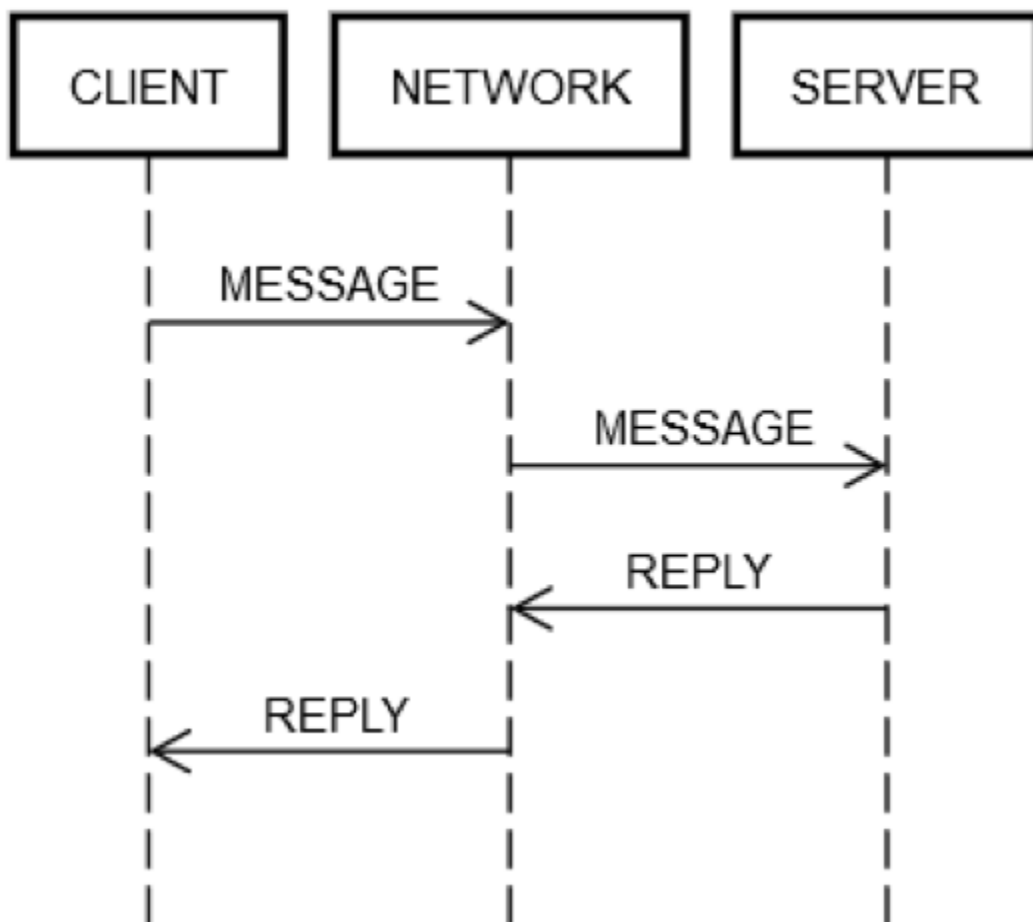 CLIENT
NETWORK
SERVER
MESSAGE
MESSAGE
REPLY
REPLY